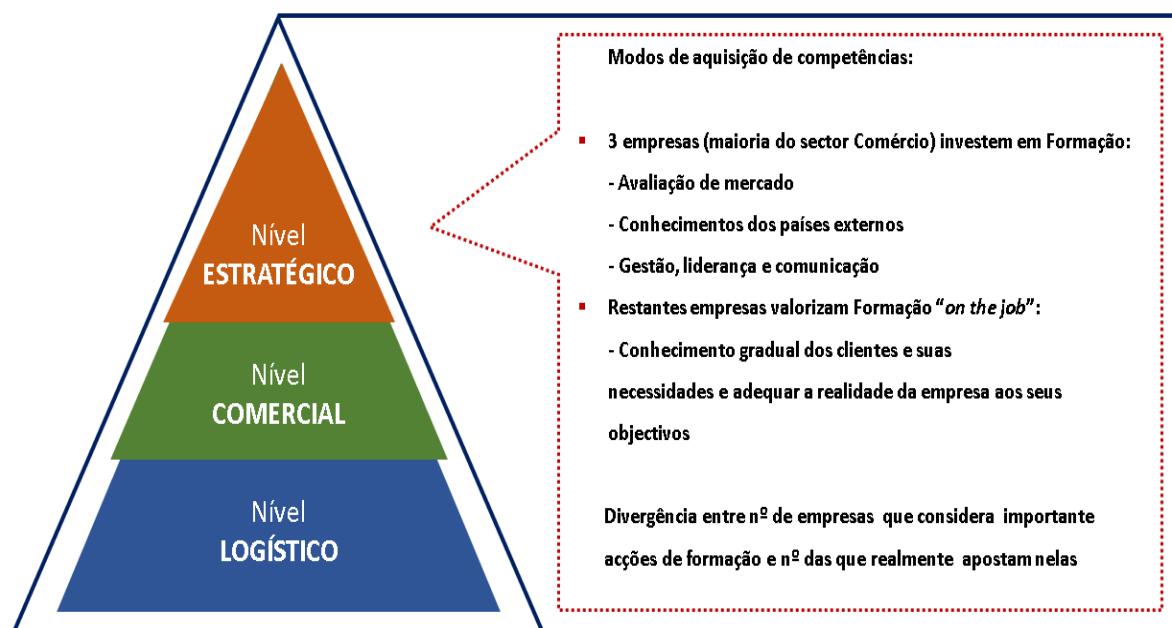 Nível
ESTRATÉGICO
Nível
COMERCIAL
Nível
LOGÍSTICO
Modos de aquisição de competências:
▪ 3 empresas (maioria do sector Comércio) investem em Formação:
- Avaliação de mercado
- Conhecimentos dos países externos
- Gestão, liderança e comunicação
▪ Restantes empresas valorizam Formação “on the job”:
- Conhecimento gradual dos clientes e suas
necessidades e adequar a realidade da empresa aos seus
objectivos
Divergência entre nº de empresas que considera importante
acções de formação e nº das que realmente apostam nelas